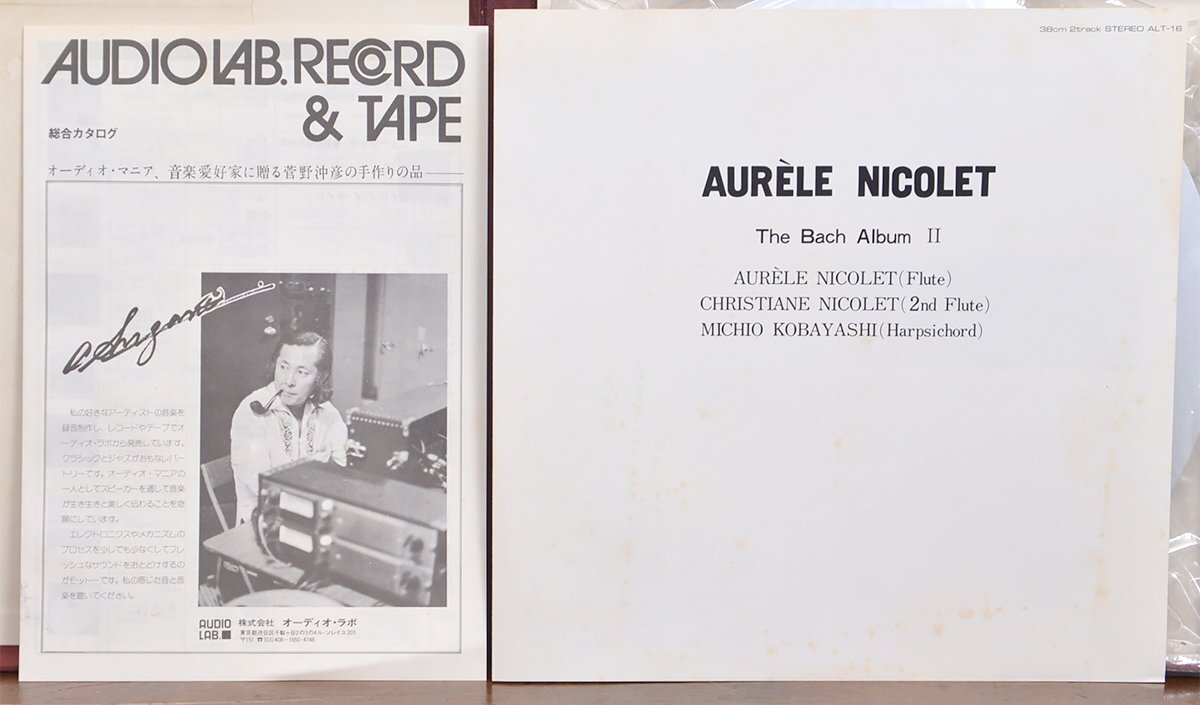 AUDIO LAB. RECORD
& TAPE
総合カタログ
オーディオ・マニア、音楽愛好家に贈る菅野沖彦の手作りの品——
私の好きなアーティストの音楽を
録音制作し、レコードやテープでオ
ーディオ・ラボから発売しています。
クラシックとジャズがおもなレパー
トリーです。オーディオ・マニアの
一人としてスピーカーを通して音楽
が生き生きと美しく伝わることを念
願にしています。
エレクトロニクスやメカニズムの
プロセスを少しでも少なくしてフレ
ッシュなサウンドをおとどけするの
がモットーです。私の感じた音と音
楽を聴いてください。
AUDIO
LAB.
株式会社 オーディオ・ラボ
38cm 2track STEREO ALT-16
AURÈLE NICOLET
The Bach Album II
AURÈLE NICOLET(Flute)
CHRISTIANE NICOLET(2nd Flute)
MICHIO KOBAYASHI(Harpsichord)